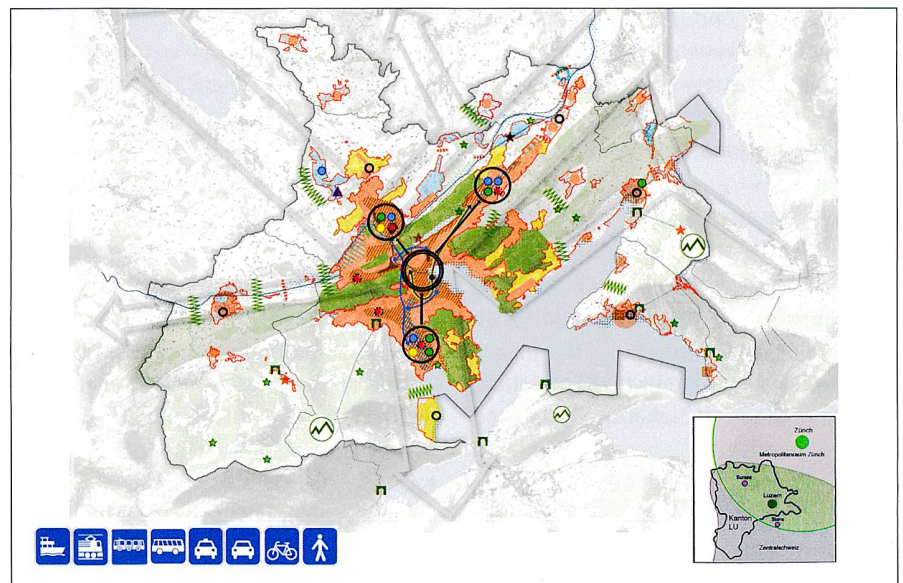 Zürich
Metropolitanraum Zürich
Sursee
Luzern
Stans
Kanton
LU
Zentralschweiz